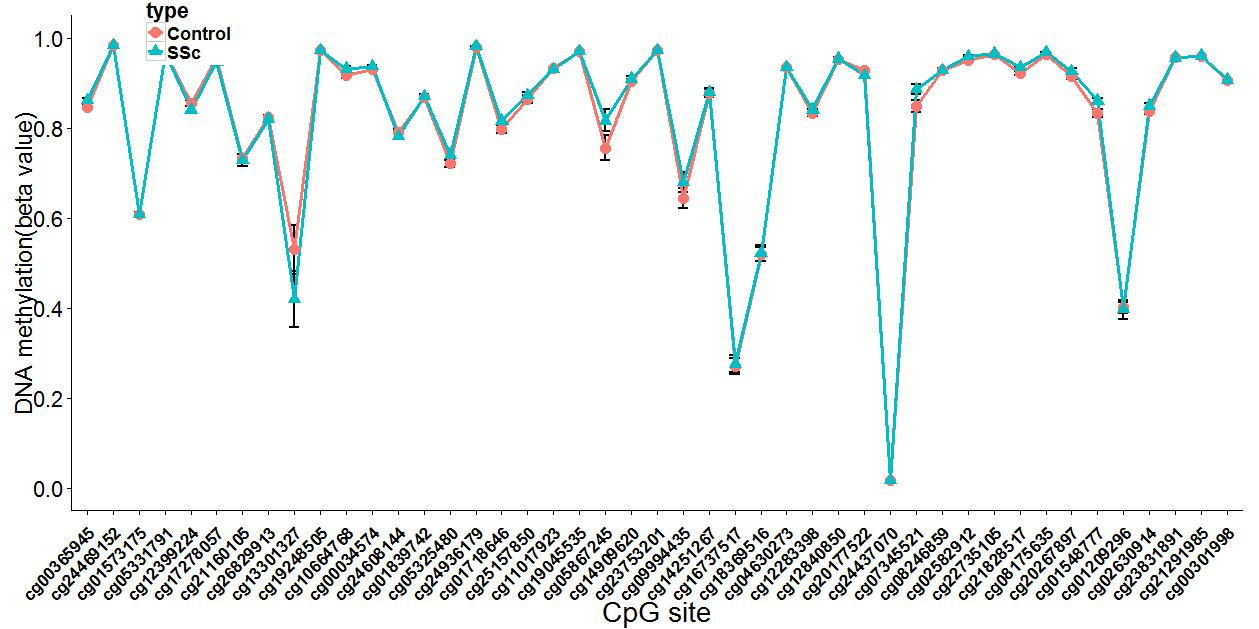 type
Control
SSc
DNA methylation(beta value)
1.0
0.8
0.6
0.4
0.2
0.0
cg00365945
cg24469152
cg01573175
cg05331791
cg12399224
cg17278057
cg21160105
cg26829913
cg13301327
cg19248505
cg10664768
cg00034574
cg24608144
cg01839742
cg05325480
cg24936179
cg01718646
cg25157850
cg11017923
cg19045535
cg05867245
cg14909620
cg23753201
cg09994435
cg14251267
cg16737517
cg18369516
cg04630273
cg12283398
cg12840850
cg20177522
cg24437070
cg07345521
cg08246859
cg02582912
cg22735105
cg21828517
cg08175635
cg20267897
cg01548777
cg01209296
cg02630914
cg23831891
cg21291985
cg00301998
CpG site